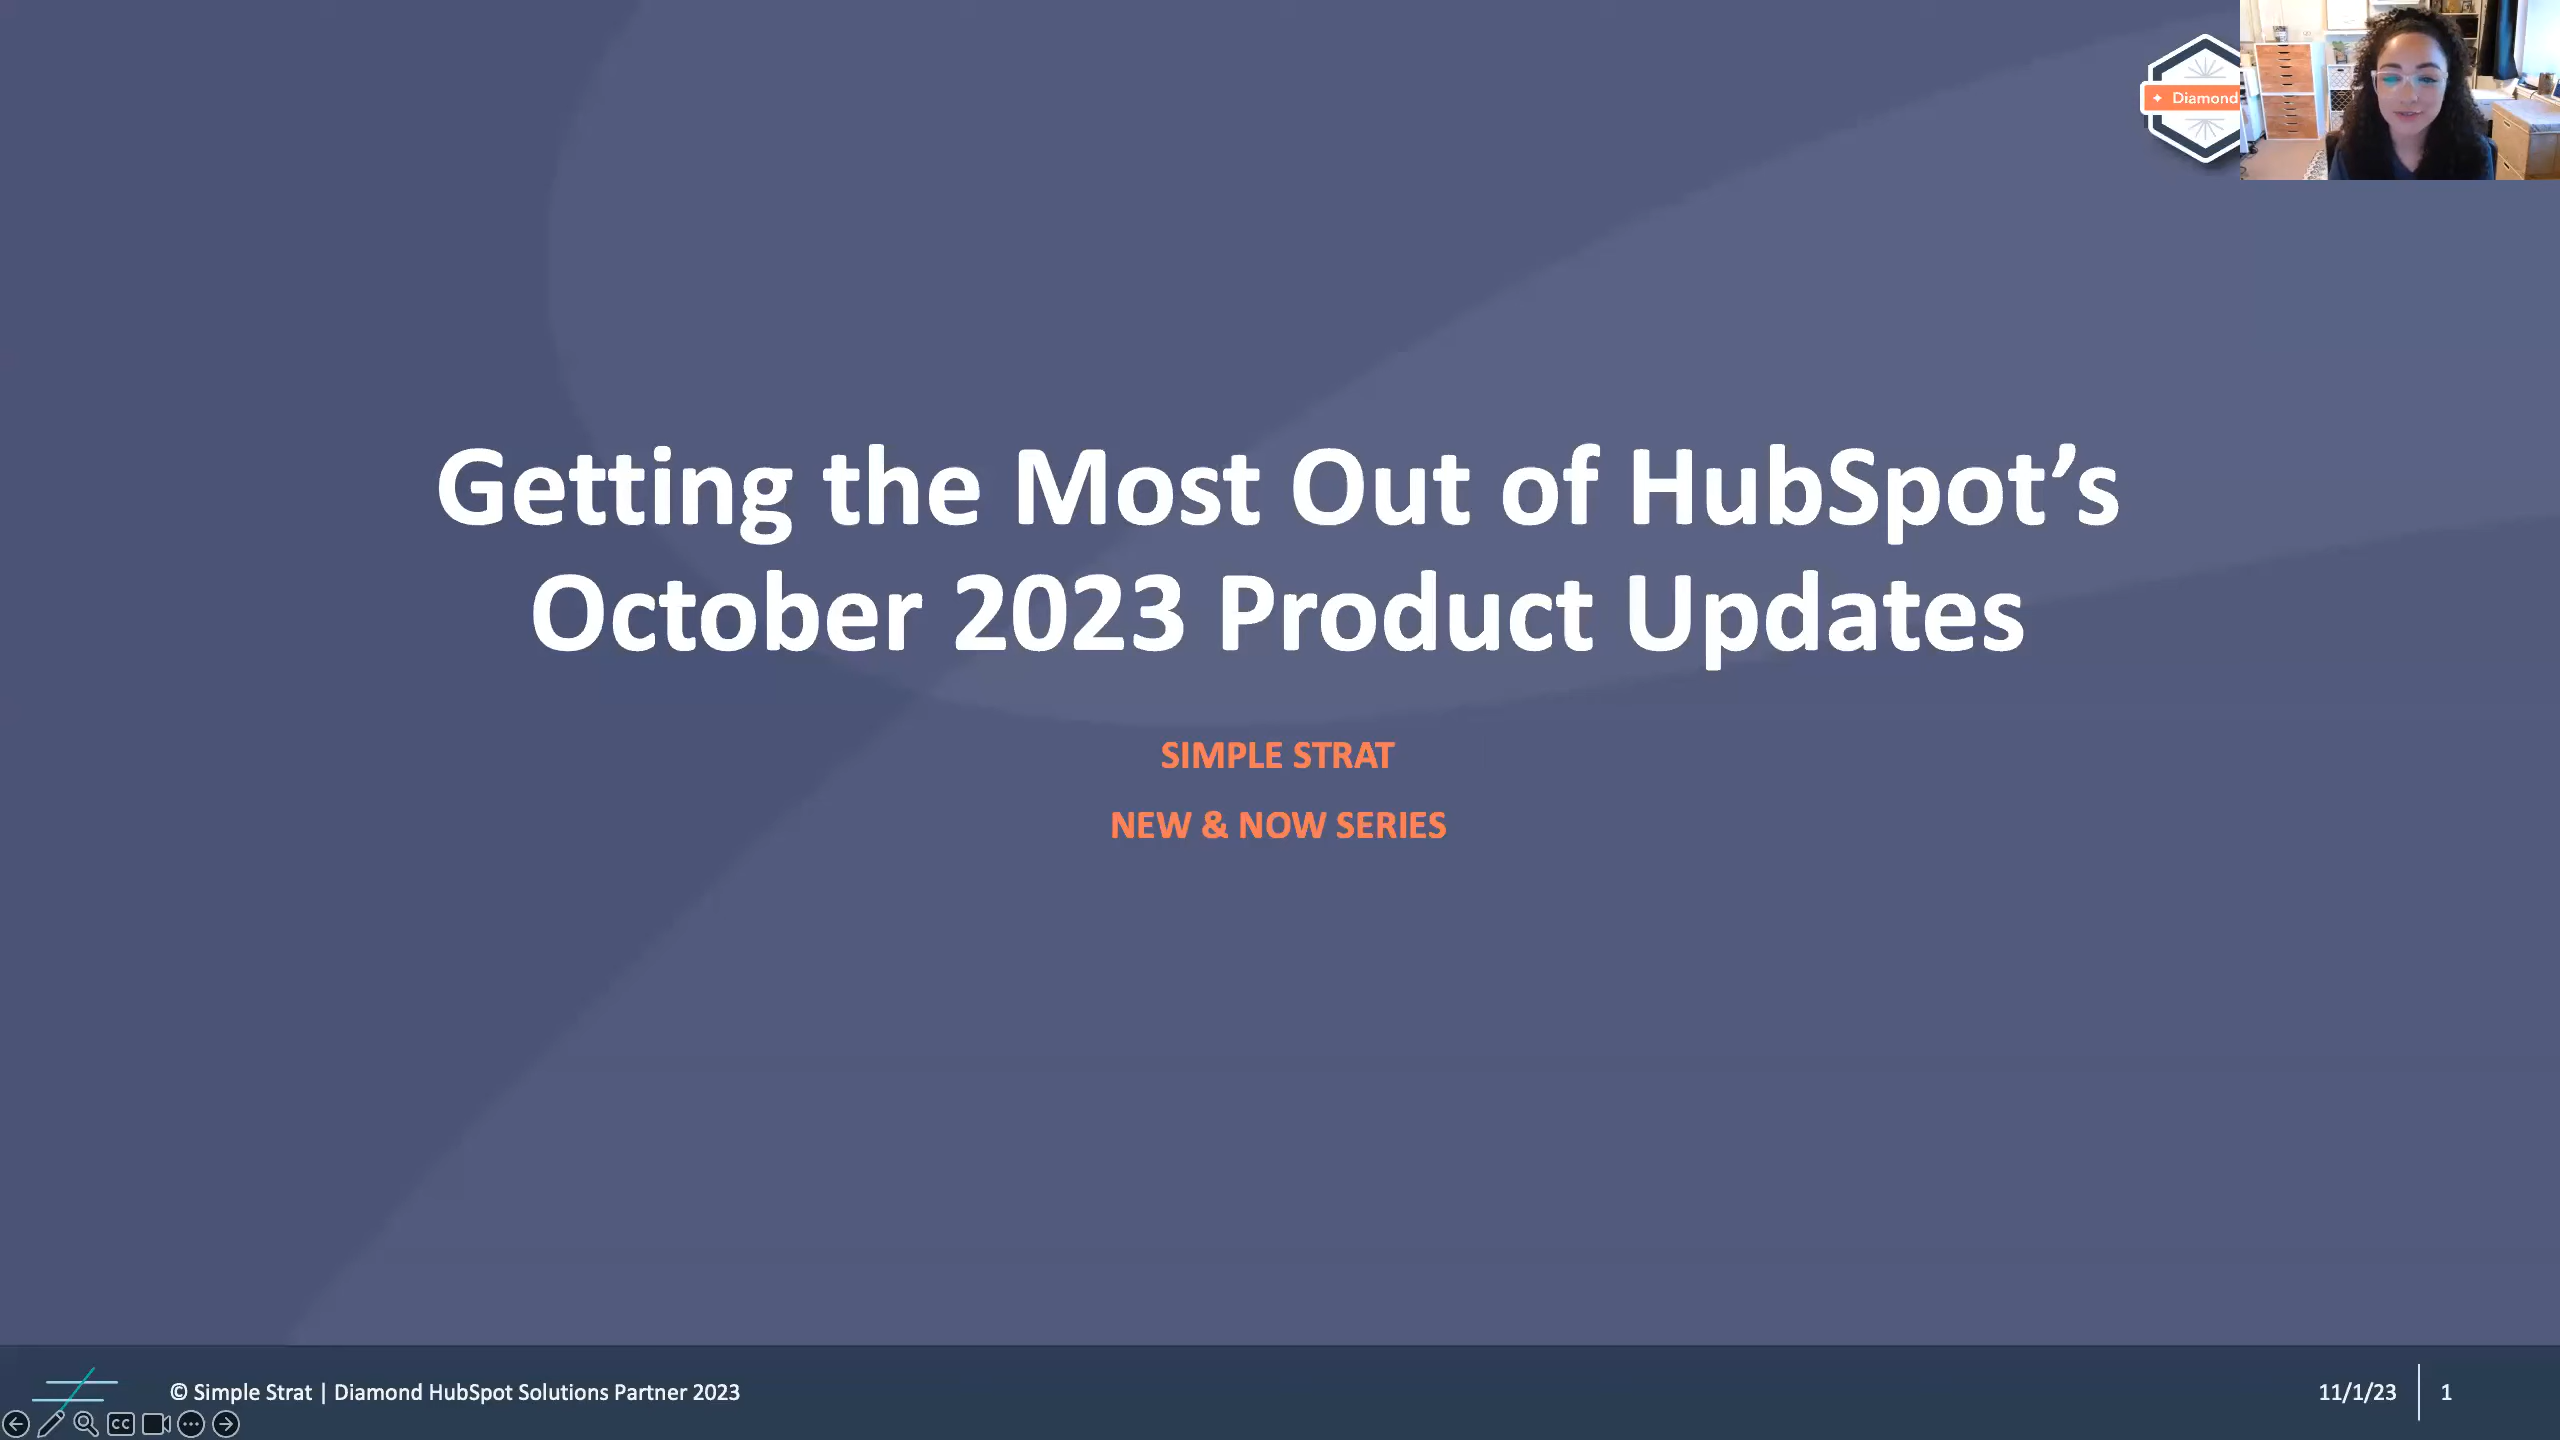 Diamond
Getting the Most Out of HubSpot’s
October 2023 Product Updates
SIMPLE STRAT
NEW & NOW SERIES
© Simple Strat | Diamond HubSpot Solutions Partner 2023
11/1/23
1
CC